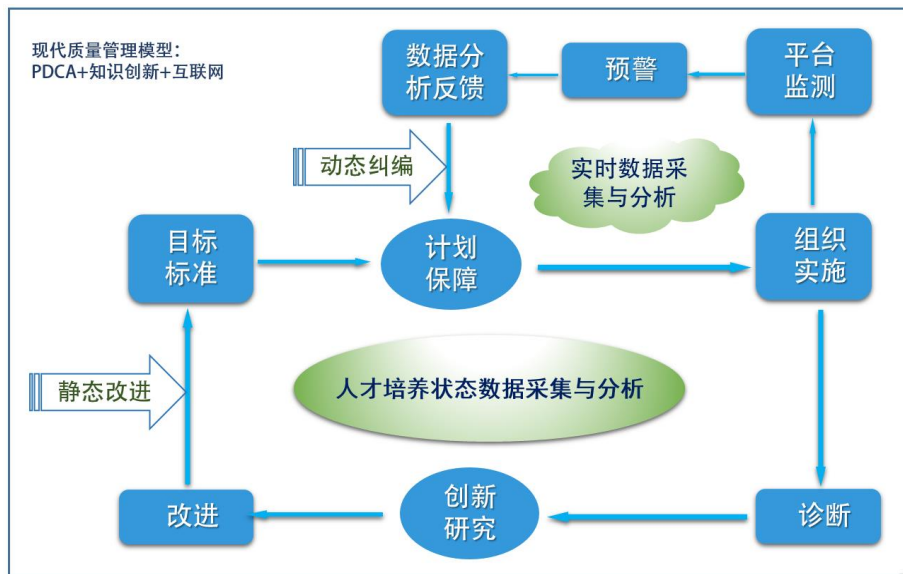 现代质量管理模型：
PDCA+知识创新+互联网
数据分
析反馈
预警
平台
监测
动态纠编
实时数据采
集与分析
目标
标准
计划
保障
组织
实施
静态改进
人才培养状态数据采集与分析
改进
创新
研究
诊断